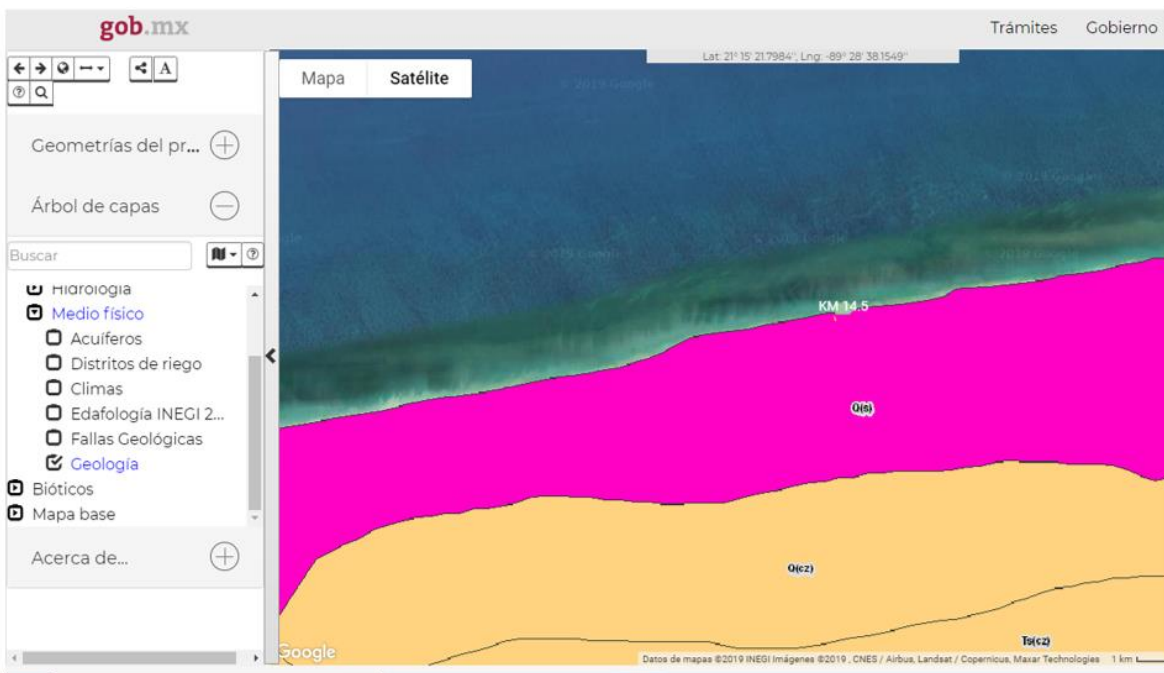 gob.mx
Trámites Gobierno
Lat: 21° 15' 21.7984", Lng: -89° 28' 38.1549"
Mapa Satélite
A
Geometrías del pr...
Árbol de capas
Buscar
Hidrología
Medio físico
Acuíferos
Distritos de riego
Climas
Edafología INEGI 2...
Fallas Geológicas
Geología
Bióticos
Mapa base
Acerca de...
© 2019 Google
KM 14.5
Q(s)
Q(cz)
Ts(cz)
Google
Datos de mapas ©2019 INEGI Imágenes ©2019 , CNES / Airbus, Landsat / Copernicus, Maxar Technologies 1 km